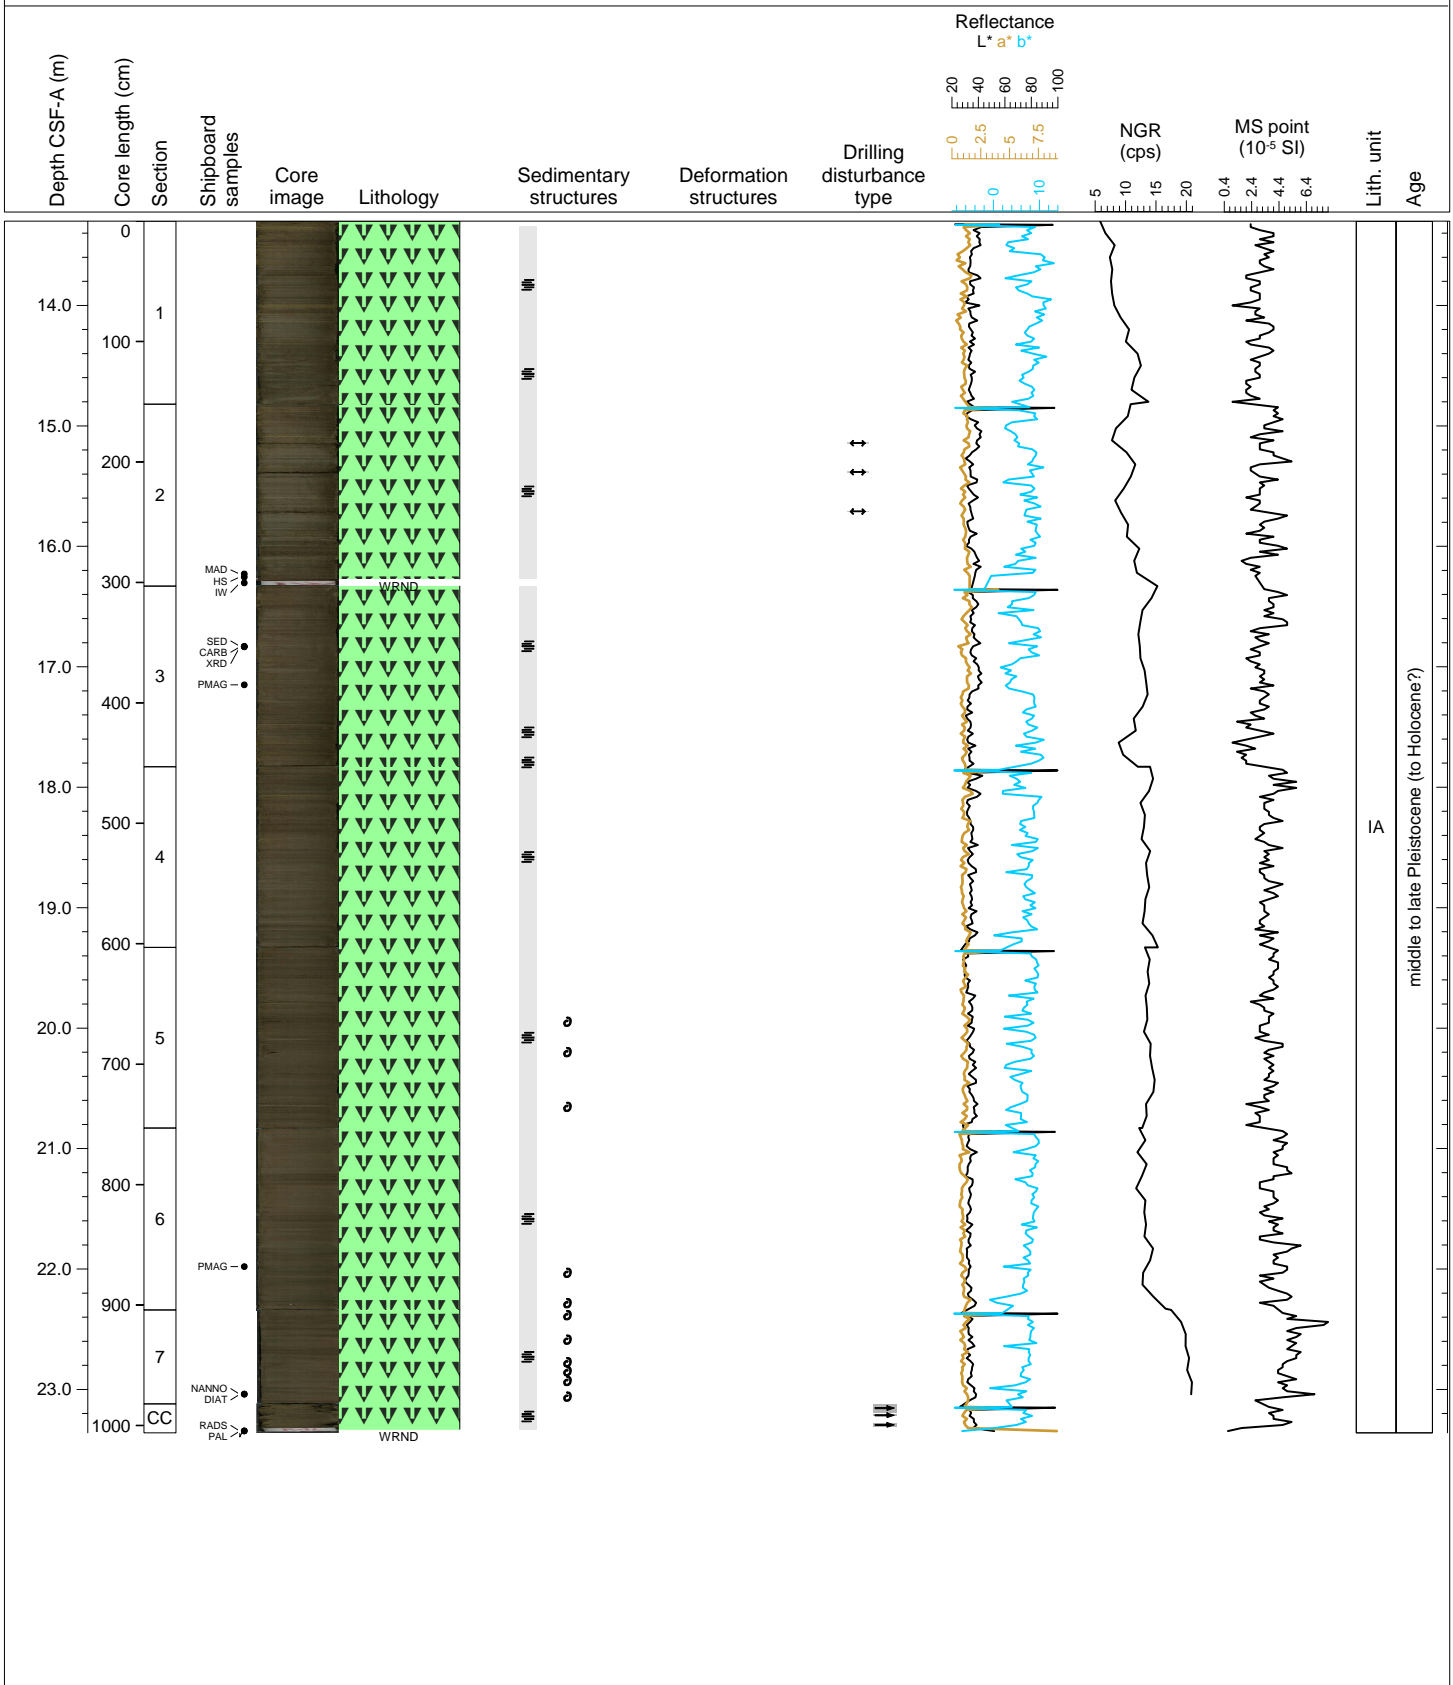 Depth CSF-A (m)
Core length (cm)
Section
Shipboard
samples
Core
image
Lithology
Sedimentary
structures
Deformation
structures
Drilling
disturbance
type
Reflectance
L* a* b*
20 40 60 80 100
0 2.5 5 7.5
0 10
NGR
(cps)
5 10 15 20
MS point
(10⁻⁵ SI)
0.4 2.4 4.4 6.4
Lith. unit
Age
0
14.0
1
100
15.0
200
2
16.0
MAD
HS
IW
300
WRND
SED
CARB
XRD
17.0
3
PMAG
400
18.0
500
IA
4
19.0
600
middle to late Pleistocene (to Holocene?)
20.0
5
700
21.0
800
6
PMAG
22.0
900
7
NANNO
DIAT
23.0
CC
1000
RADS
PAL
WRND